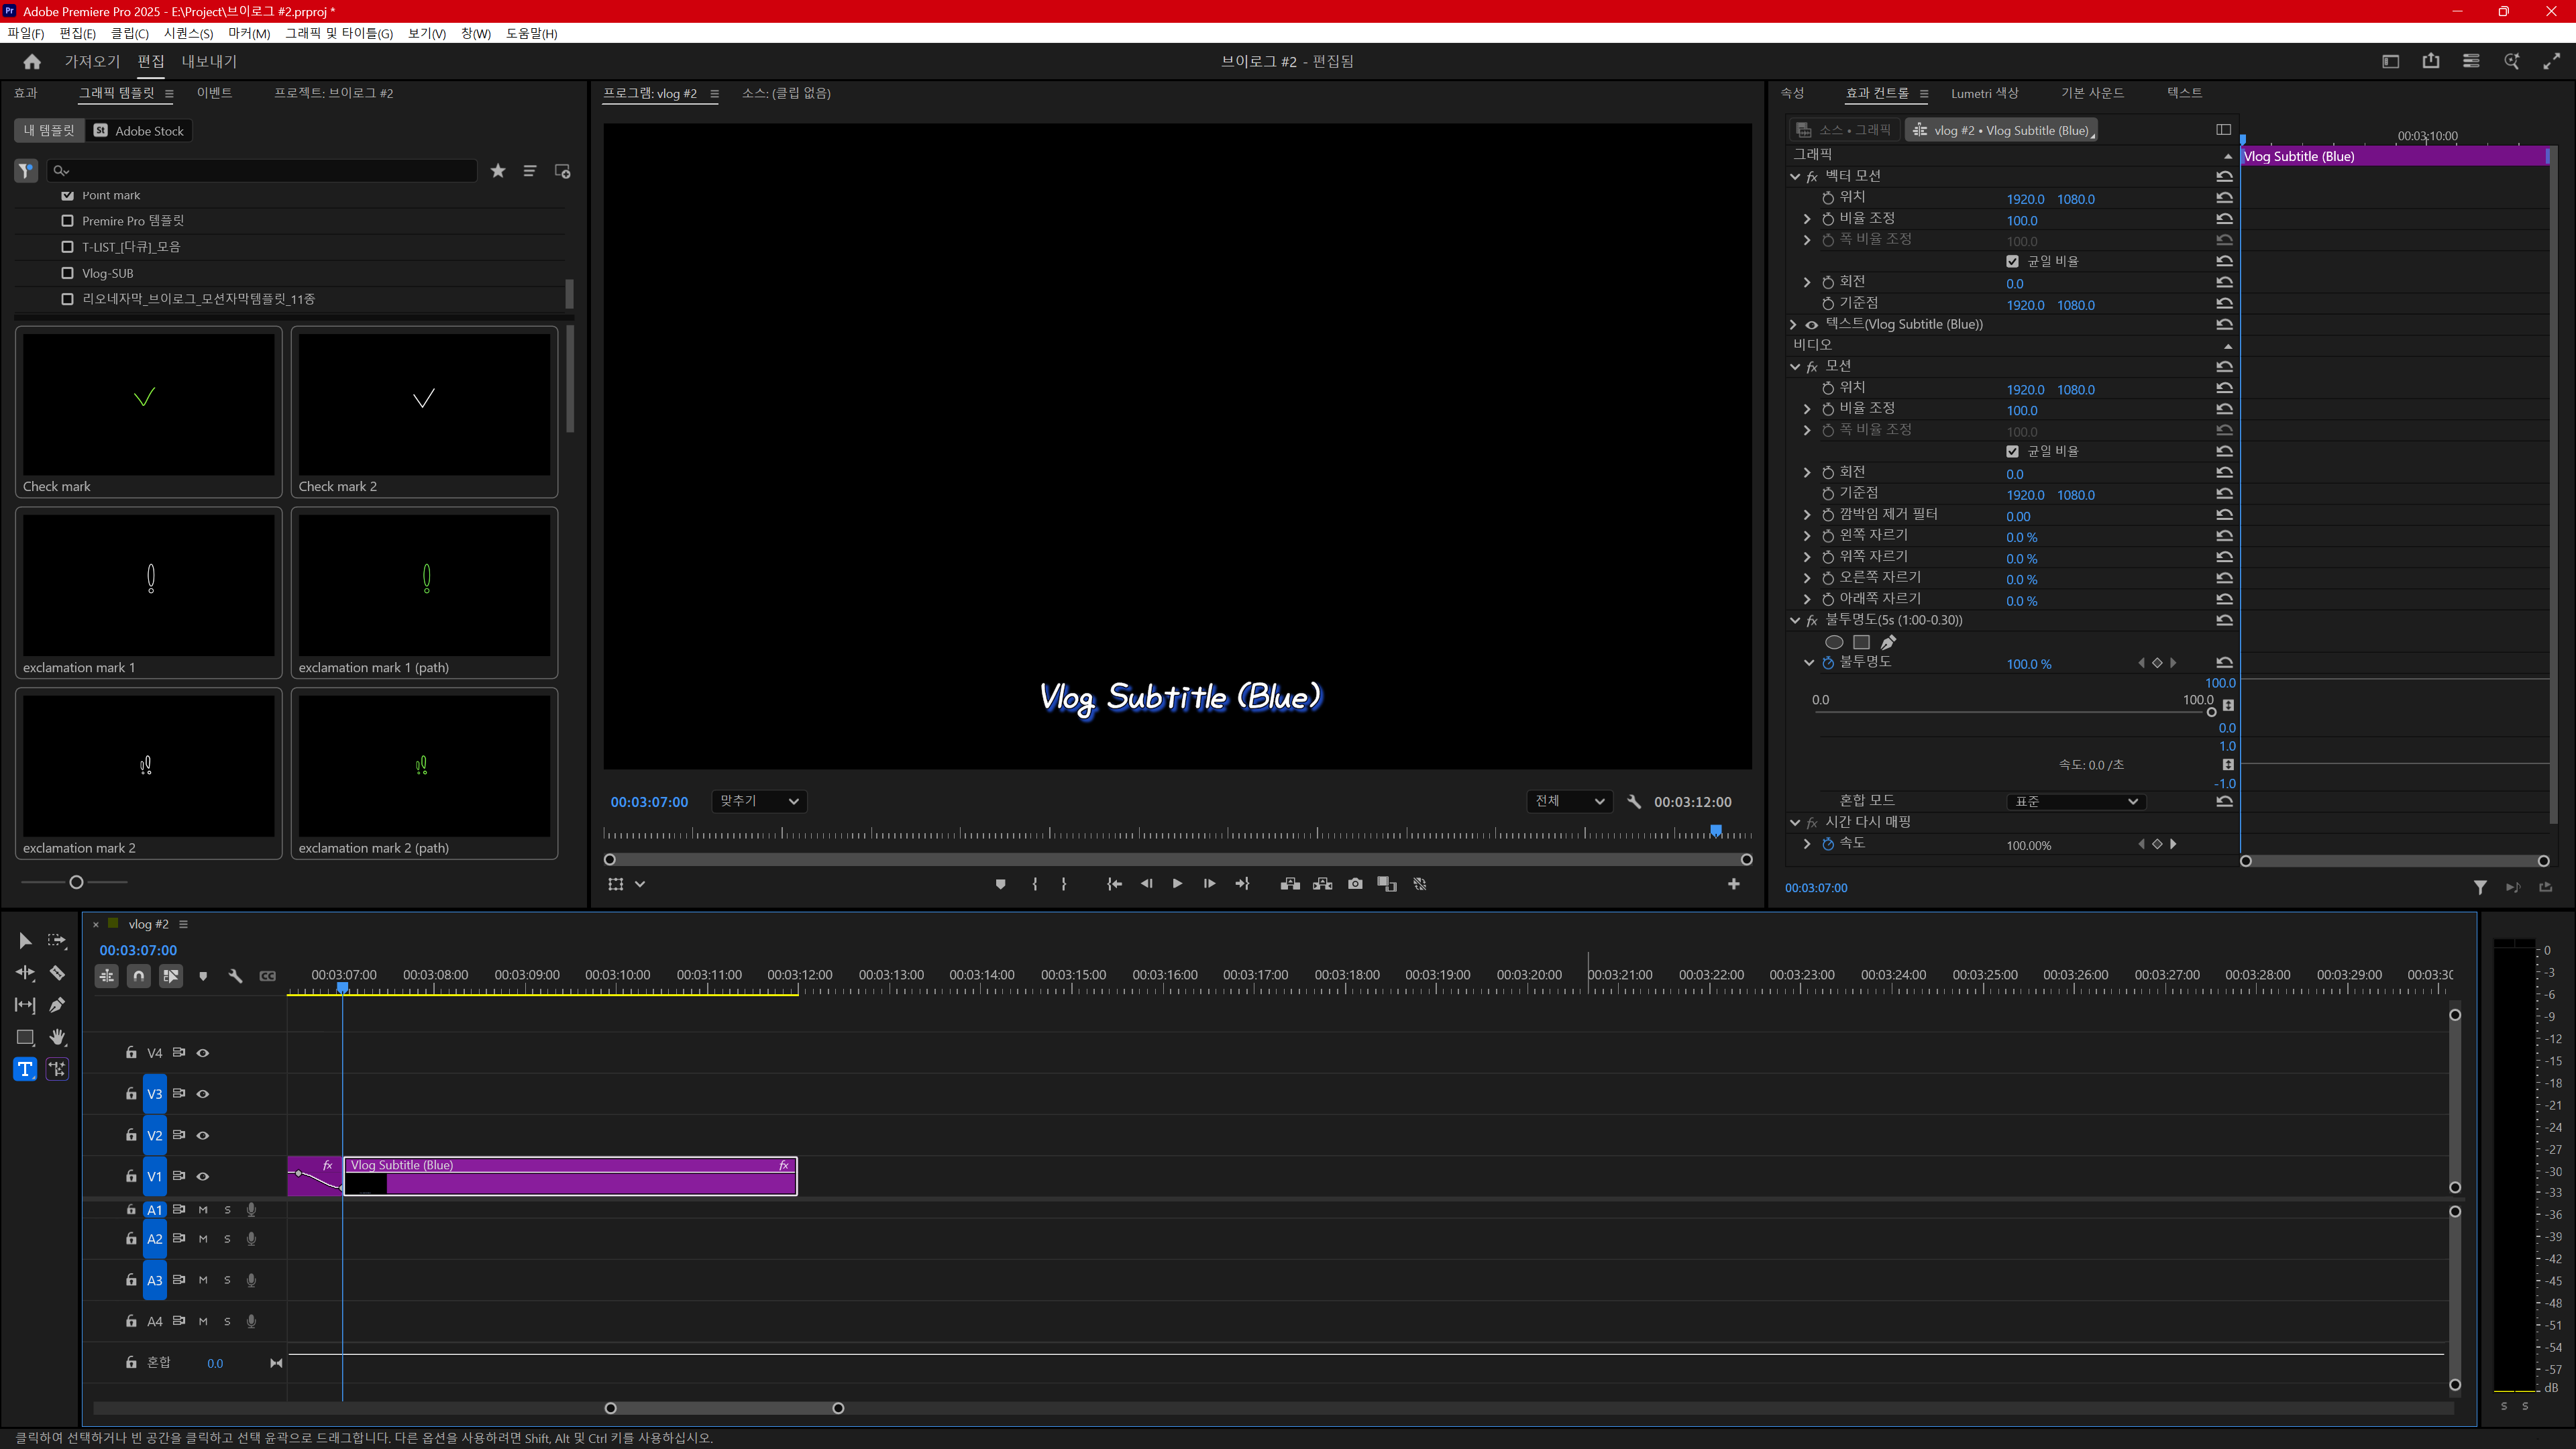 Adobe Premiere Pro 2025 - E:\Project\브이로그 #2.prproj *
파일(F) 편집(E) 클립(C) 시퀀스(S) 마커(M) 그래픽 및 타이틀(G) 보기(V) 창(W) 도움말(H)
가져오기 편집 내보내기
브이로그 #2 - 편집됨
효과 그래픽 템플릿 이벤트 프로젝트: 브이로그 #2
내 템플릿 St Adobe Stock
Point mark
Premire Pro 템플릿
T-LIST_[다큐]_모음
Vlog-SUB
리오네자막_브이로그_모션자막템플릿_11종
Check mark
Check mark 2
exclamation mark 1
exclamation mark 1 (path)
exclamation mark 2
exclamation mark 2 (path)
프로그램: vlog #2 소스: (클립 없음)
Vlog Subtitle (Blue)
00:03:07:00 맞추기 전체 00:03:12:00
속성 효과 컨트롤 Lumetri 색상 기본 사운드 텍스트
소스 • 그래픽 vlog #2 • Vlog Subtitle (Blue)
00:03:10:00
그래픽
Vlog Subtitle (Blue)
fx 벡터 모션
위치 1920.0 1080.0
비율 조정 100.0
폭 비율 조정 100.0
균일 비율
회전 0.0
기준점 1920.0 1080.0
텍스트(Vlog Subtitle (Blue))
비디오
fx 모션
위치 1920.0 1080.0
비율 조정 100.0
폭 비율 조정 100.0
균일 비율
회전 0.0
기준점 1920.0 1080.0
깜박임 제거 필터 0.00
왼쪽 자르기 0.0 %
위쪽 자르기 0.0 %
오른쪽 자르기 0.0 %
아래쪽 자르기 0.0 %
fx 불투명도(5s (1:00-0.30))
불투명도 100.0 %
100.0
0.0 100.0
0.0
1.0
속도: 0.0 /초
-1.0
혼합 모드 표준
fx 시간 다시 매핑
속도 100.00%
00:03:07:00
vlog #2
00:03:07:00
00:03:07:00 00:03:08:00 00:03:09:00 00:03:10:00 00:03:11:00 00:03:12:00 00:03:13:00 00:03:14:00 00:03:15:00 00:03:16:00 00:03:17:00 00:03:18:00 00:03:19:00 00:03:20:00 00:03:21:00 00:03:22:00 00:03:23:00 00:03:24:00 00:03:25:00 00:03:26:00 00:03:27:00 00:03:28:00 00:03:29:00 00:03:30
V4
V3
V2
V1
fx Vlog Subtitle (Blue) fx
A1 M S
A2 M S
A3 M S
A4 M S
혼합 0.0
0
-3
-6
-9
-12
-15
-18
-21
-24
-27
-30
-33
-36
-39
-42
-45
-48
-51
-54
-57
dB
S S
클릭하여 선택하거나 빈 공간을 클릭하고 선택 윤곽으로 드래그합니다. 다른 옵션을 사용하려면 Shift, Alt 및 Ctrl 키를 사용하십시오.